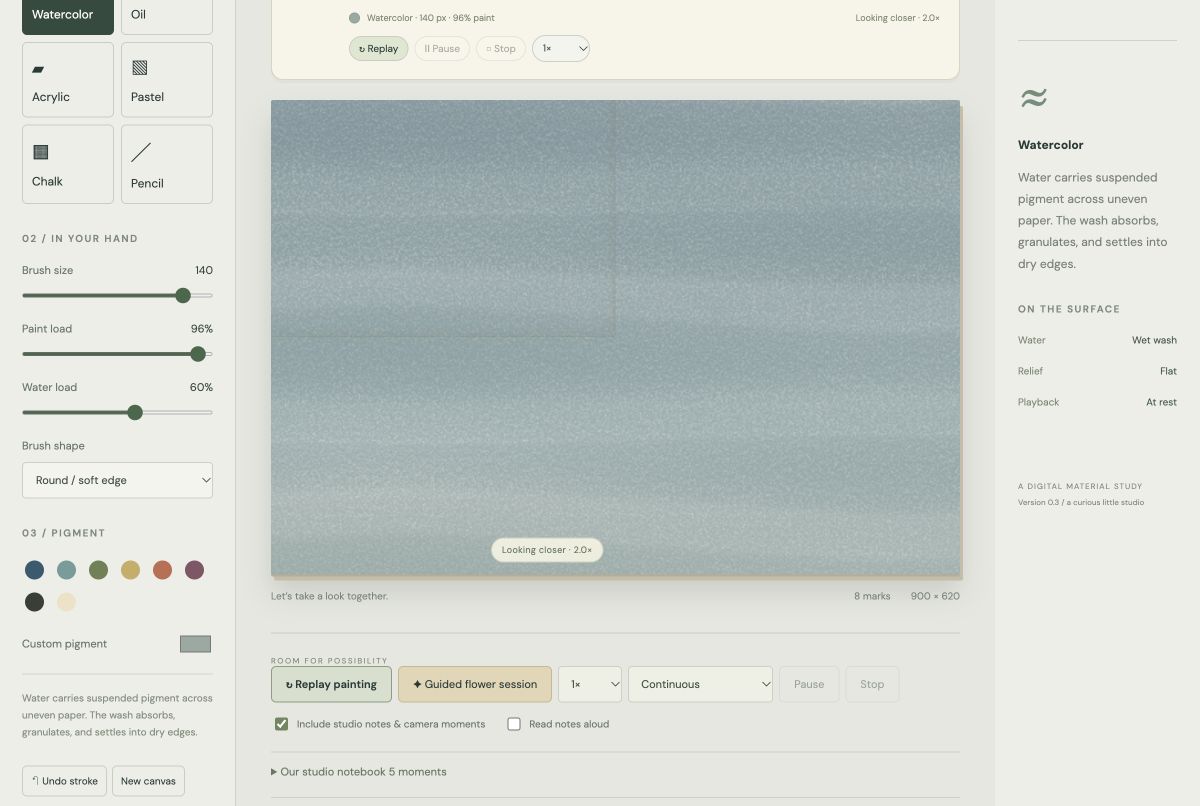 Watercolor
Oil
Acrylic
Pastel
Chalk
Pencil
02 / IN YOUR HAND
Brush size 140
Paint load 96%
Water load 60%
Brush shape
Round / soft edge
03 / PIGMENT
Custom pigment
Water carries suspended pigment across
uneven paper. The wash absorbs,
granulates, and settles into dry edges.
Undo stroke
New canvas
Watercolor · 140 px · 96% paint
Looking closer · 2.0×
↻ Replay
II Pause
▫ Stop
1×
Looking closer · 2.0×
Let's take a look together.
8 marks
900 × 620
ROOM FOR POSSIBILITY
↻ Replay painting
✦ Guided flower session
1×
Continuous
Pause
Stop
Include studio notes & camera moments
Read notes aloud
▶ Our studio notebook 5 moments
Watercolor
Water carries suspended
pigment across uneven
paper. The wash absorbs,
granulates, and settles into
dry edges.
ON THE SURFACE
Water Wet wash
Relief Flat
Playback At rest
A DIGITAL MATERIAL STUDY
Version 0.3 / a curious little studio